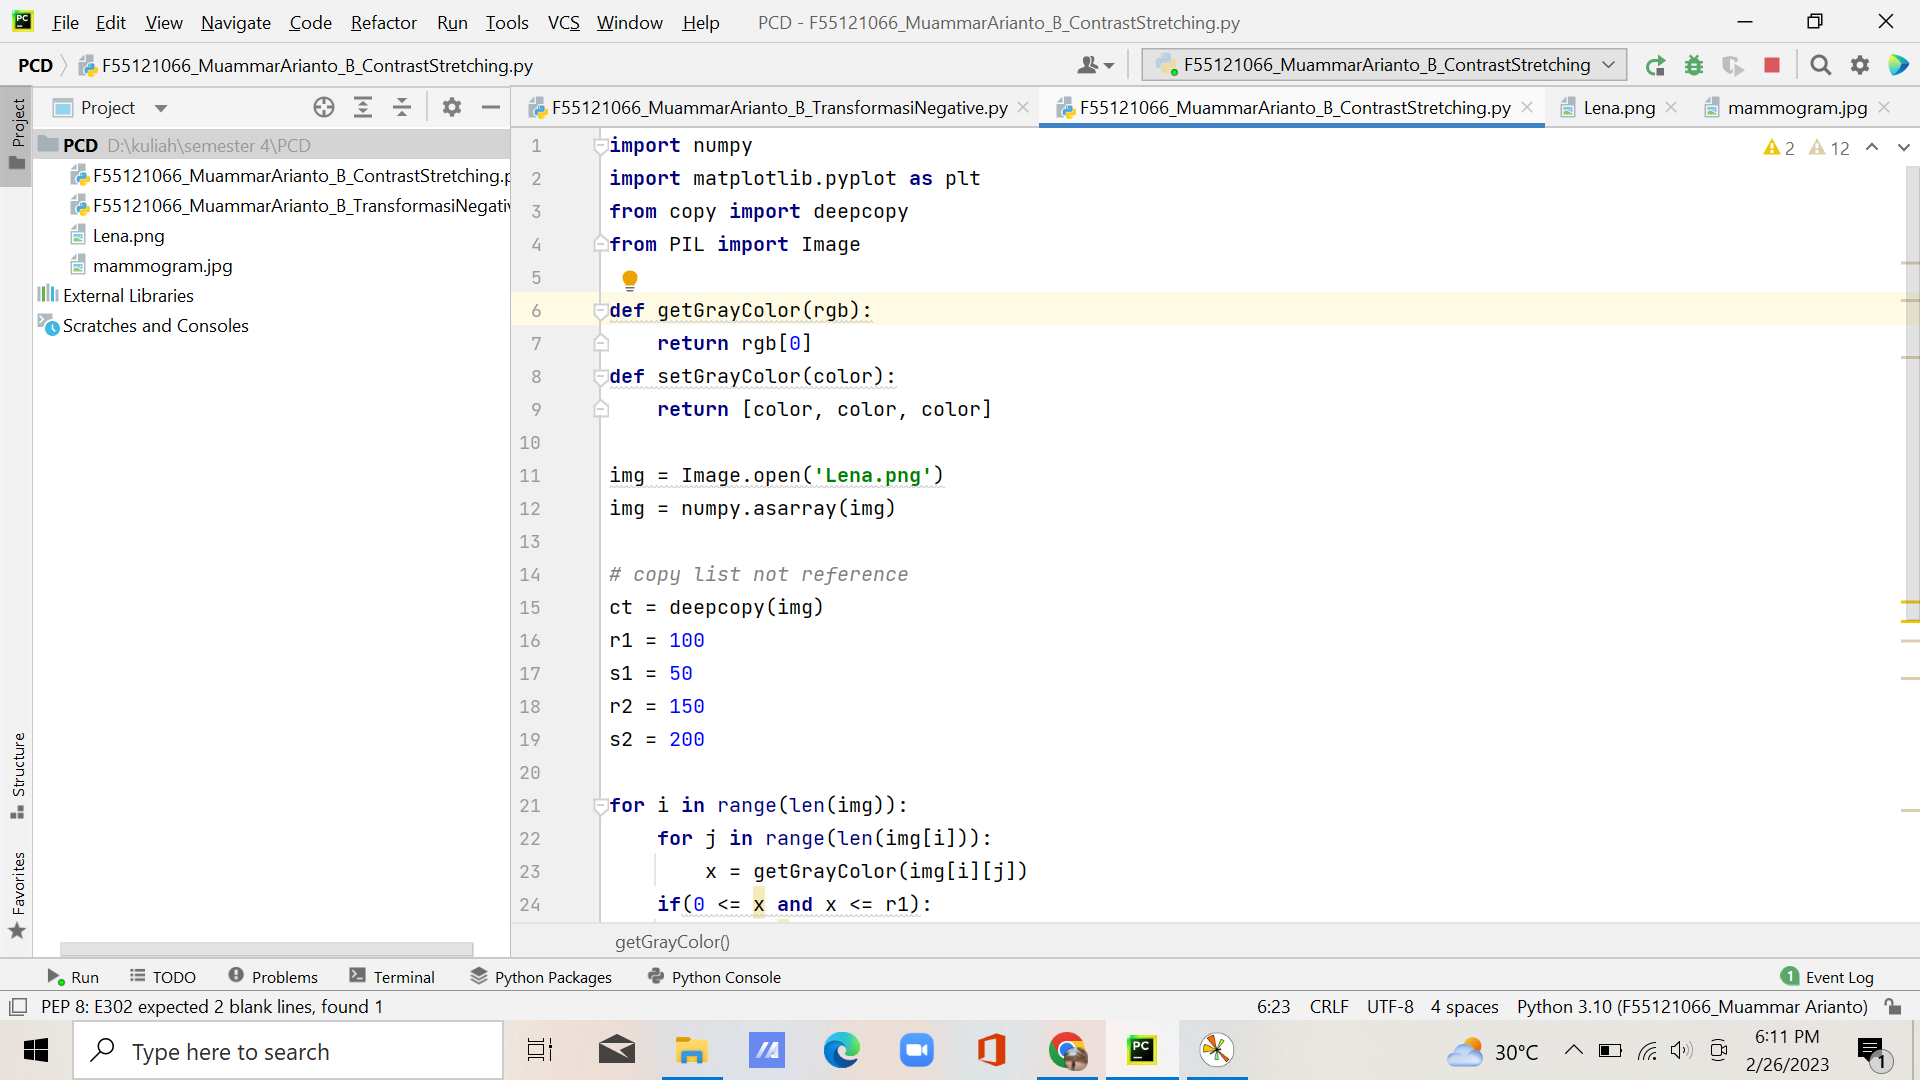 File Edit View Navigate Code Refactor Run Tools VCS Window Help PCD - F55121066_MuammarArianto_B_ContrastStretching.py
PCD F55121066_MuammarArianto_B_ContrastStretching.py F55121066_MuammarArianto_B_ContrastStretching
Project F55121066_MuammarArianto_B_TransformasiNegative.py F55121066_MuammarArianto_B_ContrastStretching.py Lena.png mammogram.jpg
Project
PCD D:\kuliah\semester 4\PCD
F55121066_MuammarArianto_B_ContrastStretching.p
F55121066_MuammarArianto_B_TransformasiNegativ
Lena.png
mammogram.jpg
External Libraries
Scratches and Consoles
Structure
Favorites
2 12
1 import numpy
2 import matplotlib.pyplot as plt
3 from copy import deepcopy
4 from PIL import Image
5
6 def getGrayColor(rgb):
7 return rgb[0]
8 def setGrayColor(color):
9 return [color, color, color]
10
11 img = Image.open('Lena.png')
12 img = numpy.asarray(img)
13
14 # copy list not reference
15 ct = deepcopy(img)
16 r1 = 100
17 s1 = 50
18 r2 = 150
19 s2 = 200
20
21 for i in range(len(img)):
22 for j in range(len(img[i])):
23 x = getGrayColor(img[i][j])
24 if(0 <= x and x <= r1):
getGrayColor()
Run TODO Problems Terminal Python Packages Python Console 1 Event Log
PEP 8: E302 expected 2 blank lines, found 1 6:23 CRLF UTF-8 4 spaces Python 3.10 (F55121066_Muammar Arianto)
Type here to search PC 30°C 6:11 PM
2/26/2023 1